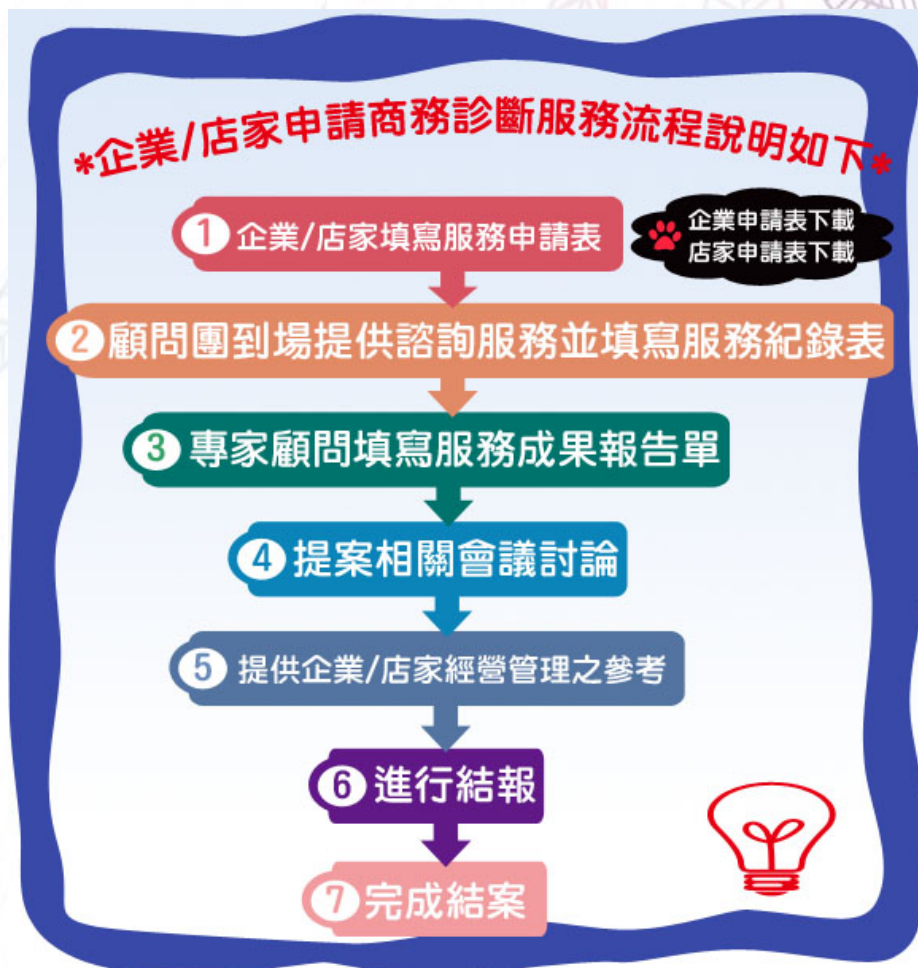 *企業/店家申請商務診斷服務流程說明如下*
1 企業/店家填寫服務申請表
企業申請表下載
店家申請表下載
2 顧問團到場提供諮詢服務並填寫服務紀錄表
3 專家顧問填寫服務成果報告單
4 提案相關會議討論
5 提供企業/店家經營管理之參考
6 進行結報
7 完成結案